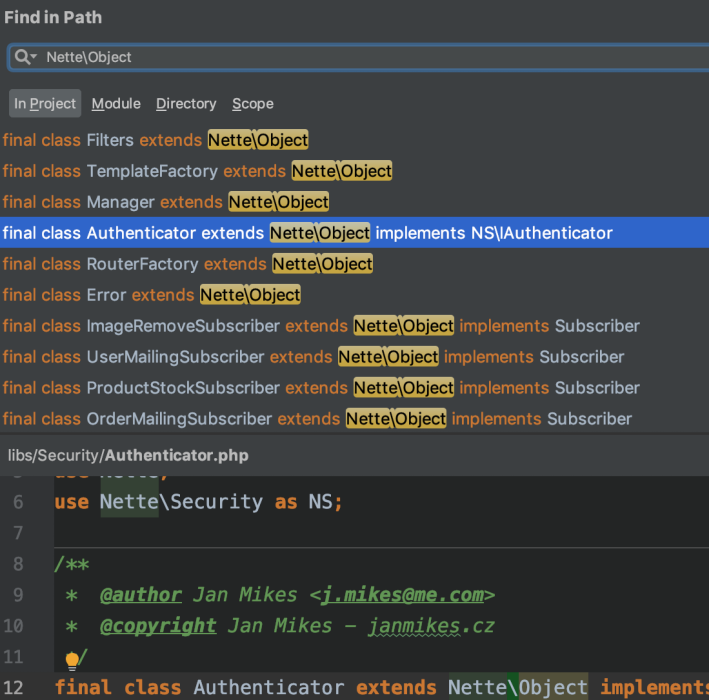 Find in Path
Nette\Object
In Project Module Directory Scope
final class Filters extends Nette\Object
final class TemplateFactory extends Nette\Object
final class Manager extends Nette\Object
final class Authenticator extends Nette\Object implements NS\IAuthenticator
final class RouterFactory extends Nette\Object
final class Error extends Nette\Object
final class ImageRemoveSubscriber extends Nette\Object implements Subscriber
final class UserMailingSubscriber extends Nette\Object implements Subscriber
final class ProductStockSubscriber extends Nette\Object implements Subscriber
final class OrderMailingSubscriber extends Nette\Object implements Subscriber
libs/Security/Authenticator.php
5 use Nette;
6 use Nette\Security as NS;
7
8 /**
9 * @author Jan Mikes <j.mikes@me.com>
10 * @copyright Jan Mikes – janmikes.cz
11 /
12 final class Authenticator extends Nette\Object implements